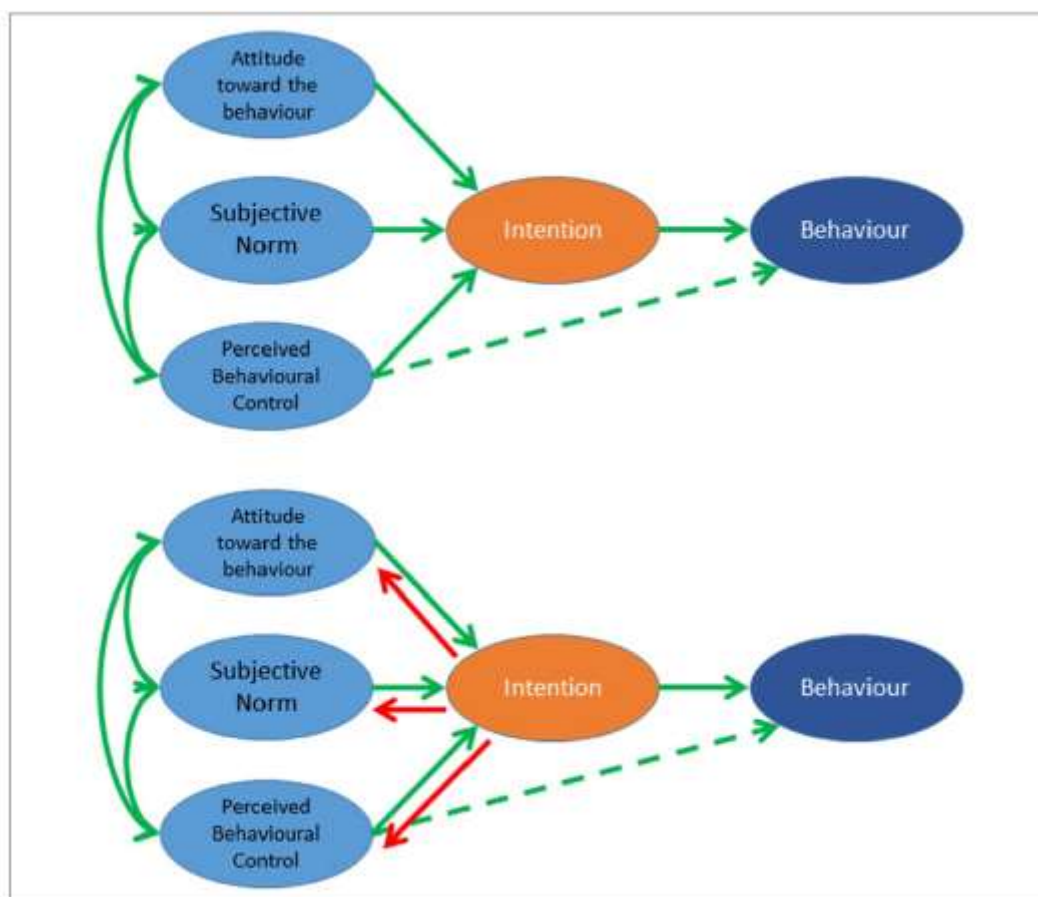 Attitude
toward the
behaviour
Subjective
Norm
Intention
Behaviour
Perceived
Behavioural
Control
Attitude
toward the
behaviour
Subjective
Norm
Intention
Behaviour
Perceived
Behavioural
Control